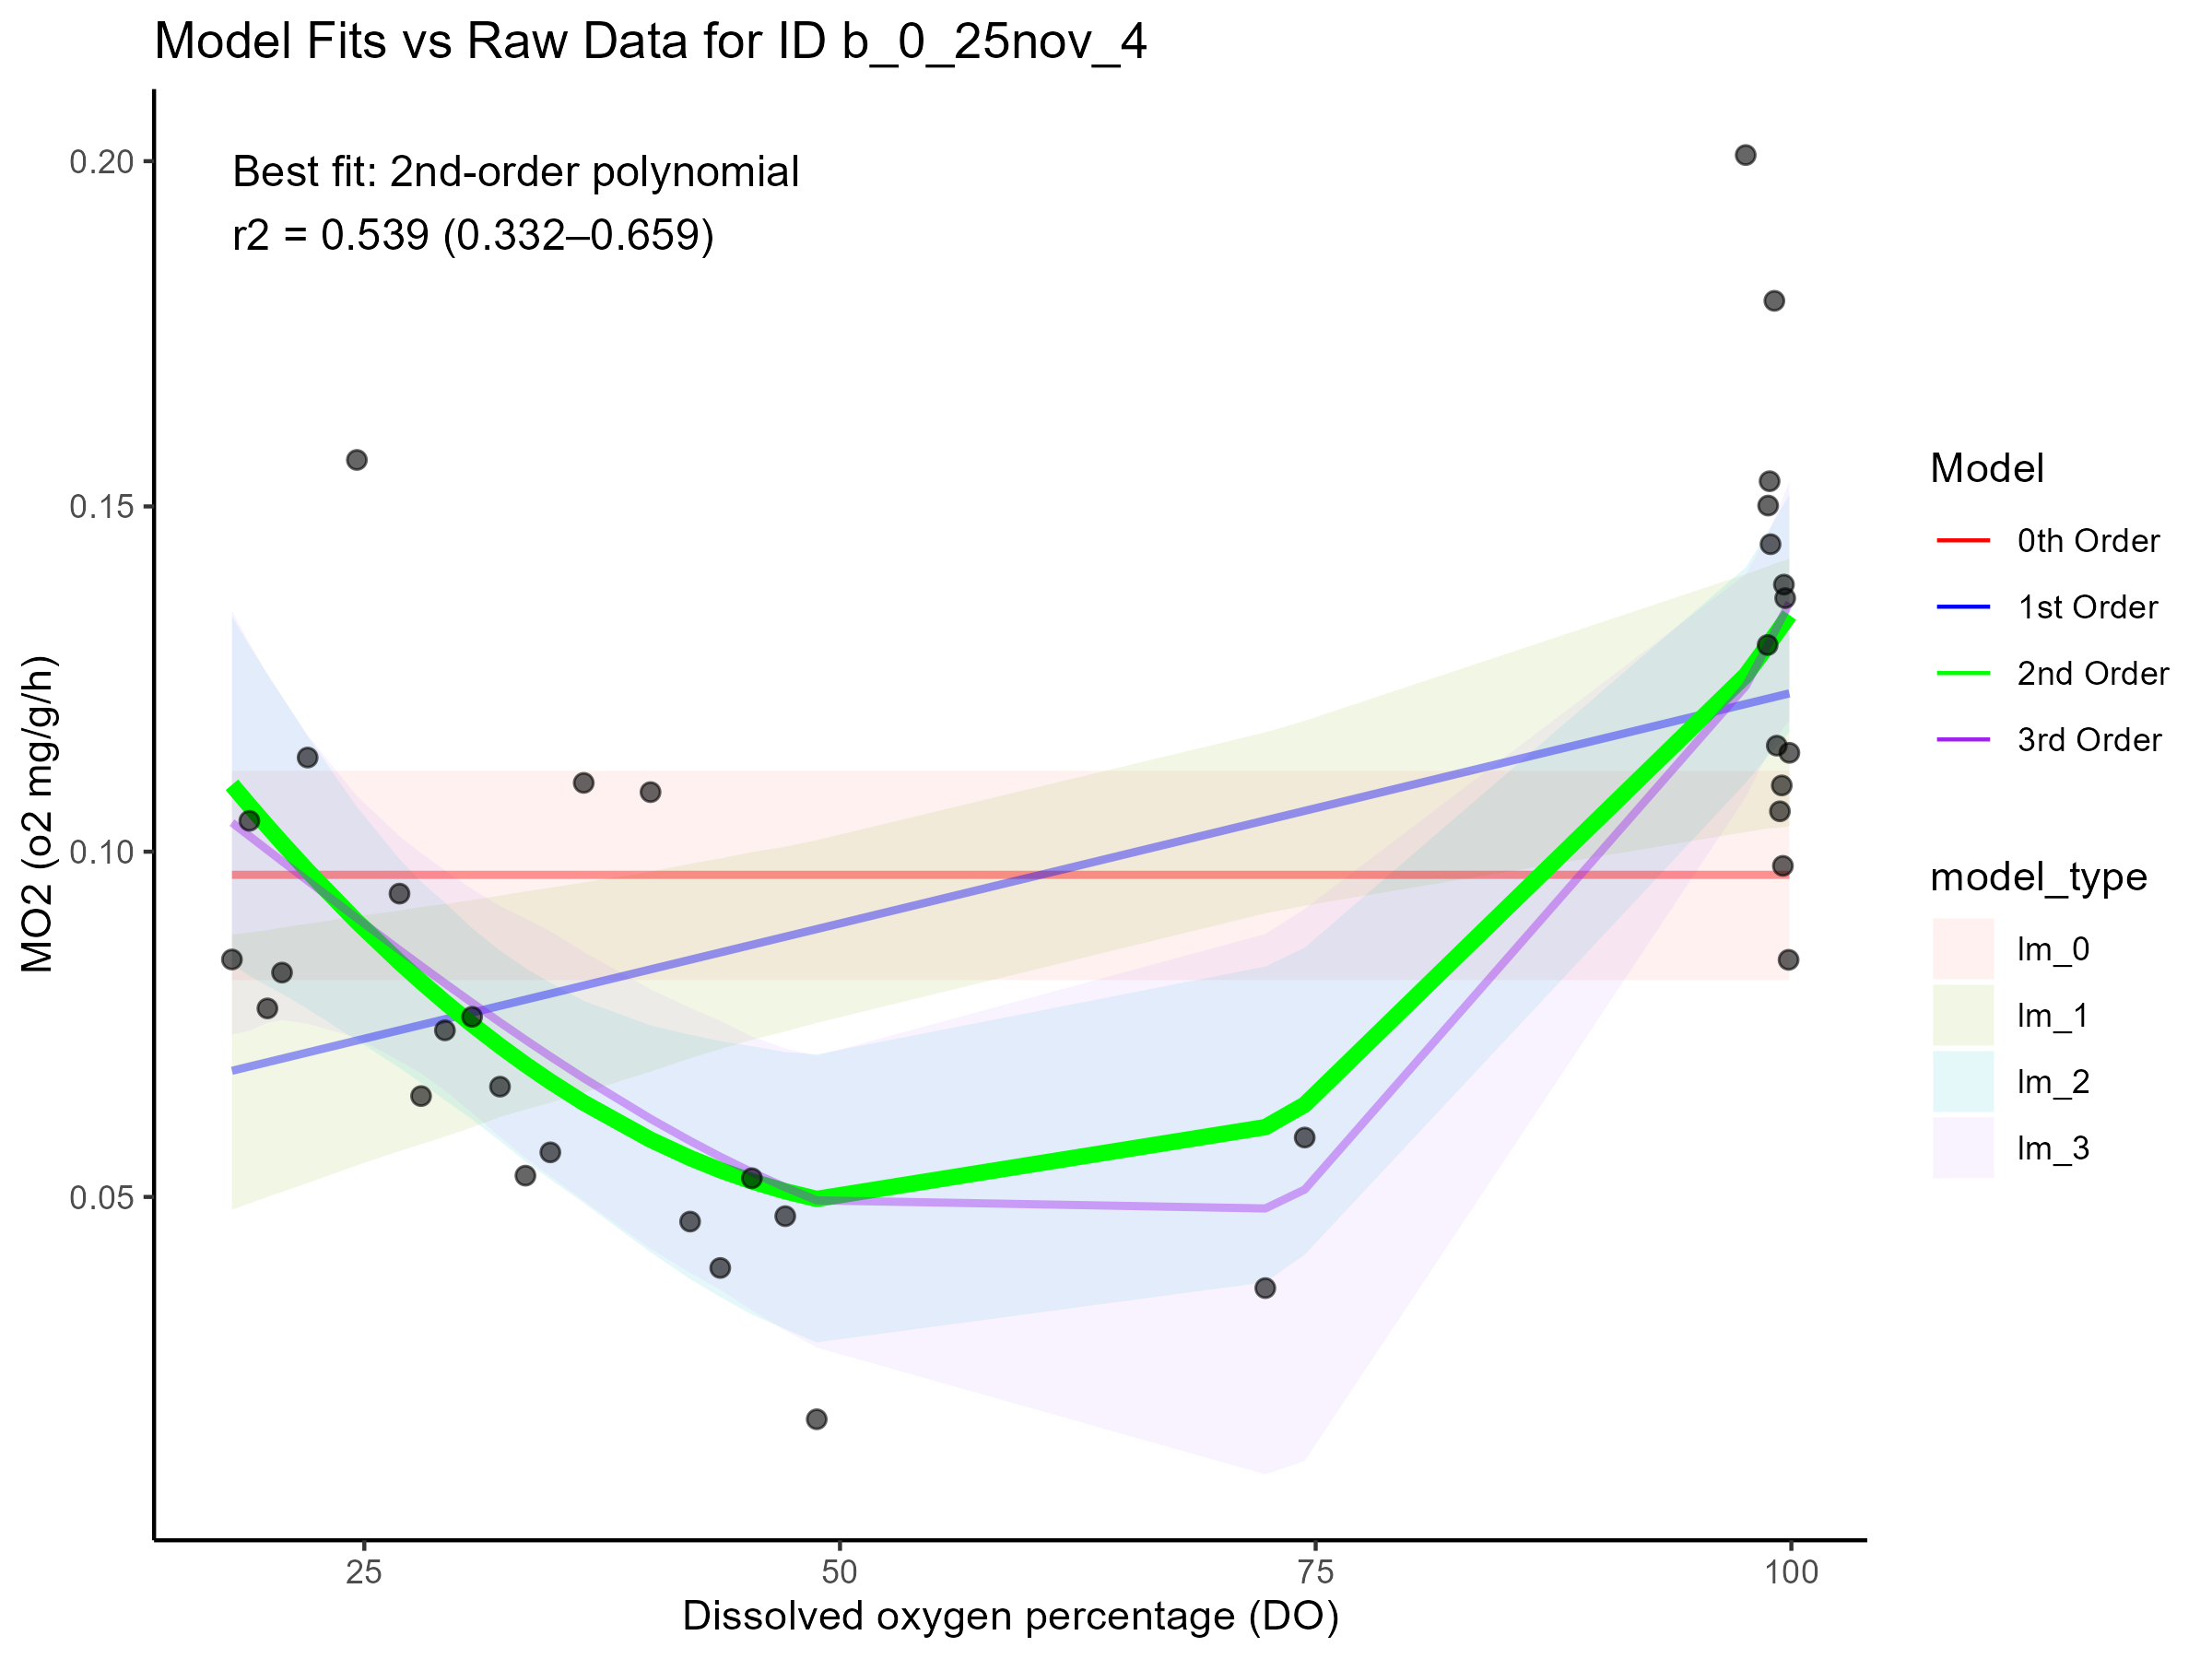 Model Fits vs Raw Data for ID b_0_25nov_4
Best fit: 2nd-order polynomial
r2 = 0.539 (0.332–0.659)
MO2 (o2 mg/g/h)
0.20
0.15
0.10
0.05
25
50
75
100
Dissolved oxygen percentage (DO)
Model
0th Order
1st Order
2nd Order
3rd Order
model_type
lm_0
lm_1
lm_2
lm_3